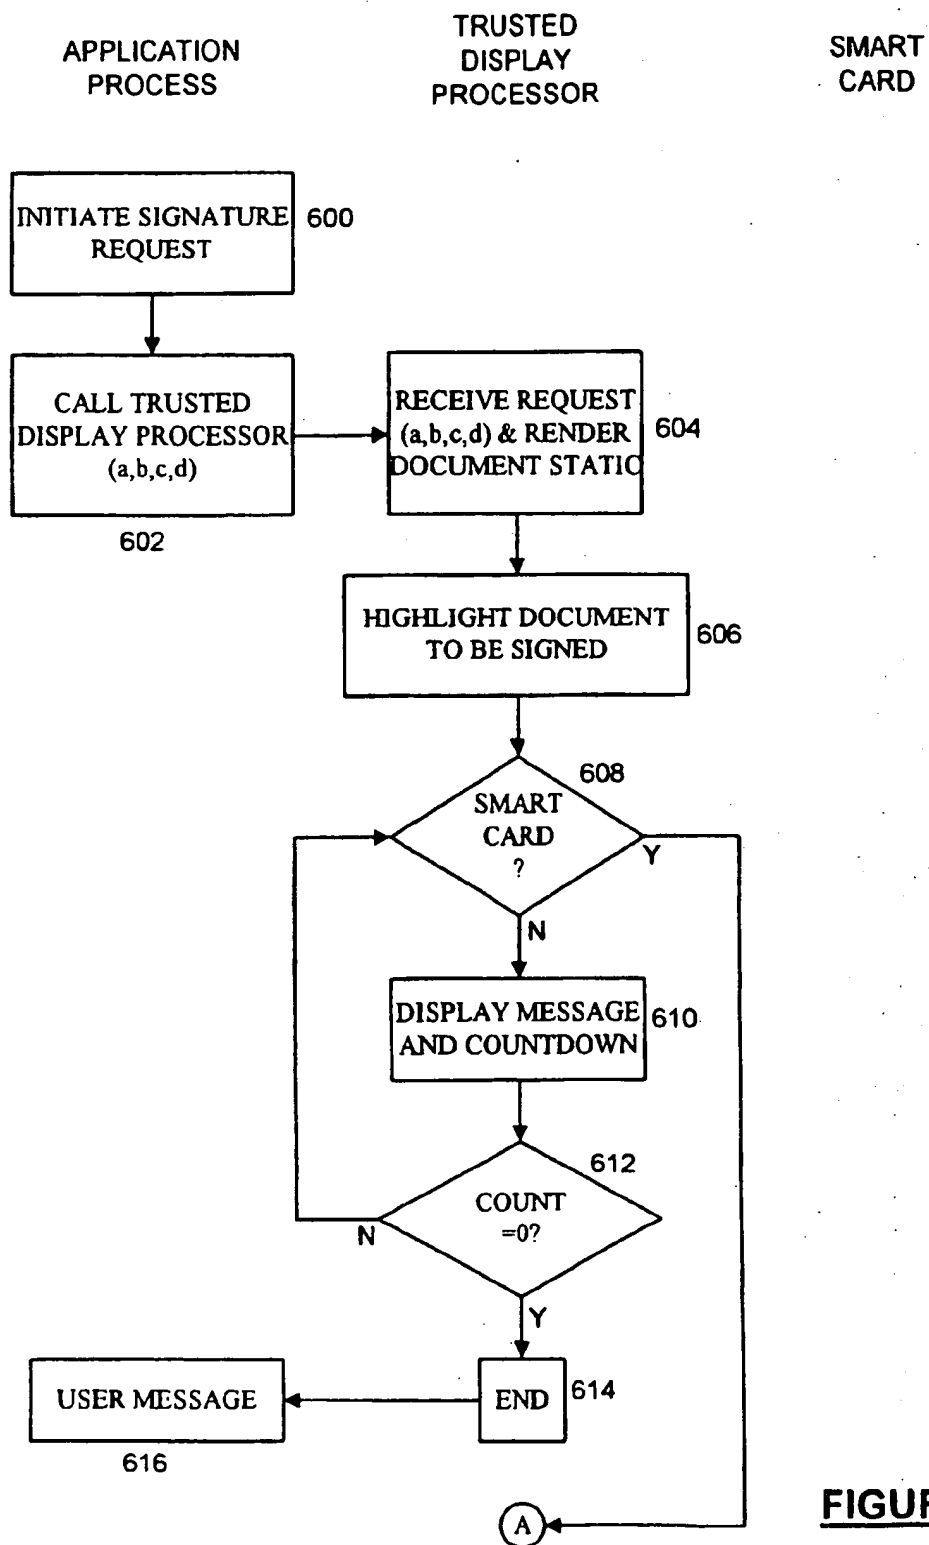 APPLICATION
PROCESS
TRUSTED
DISPLAY
PROCESSOR
SMART
CARD
INITIATE SIGNATURE
REQUEST
600
CALL TRUSTED
DISPLAY PROCESSOR
(a,b,c,d)
602
RECEIVE REQUEST
(a,b,c,d) & RENDER
DOCUMENT STATIC
604
HIGHLIGHT DOCUMENT
TO BE SIGNED
606
608
SMART
CARD
?
Y
N
DISPLAY MESSAGE
AND COUNTDOWN
610
612
COUNT
=0?
N
Y
USER MESSAGE
616
END
614
A